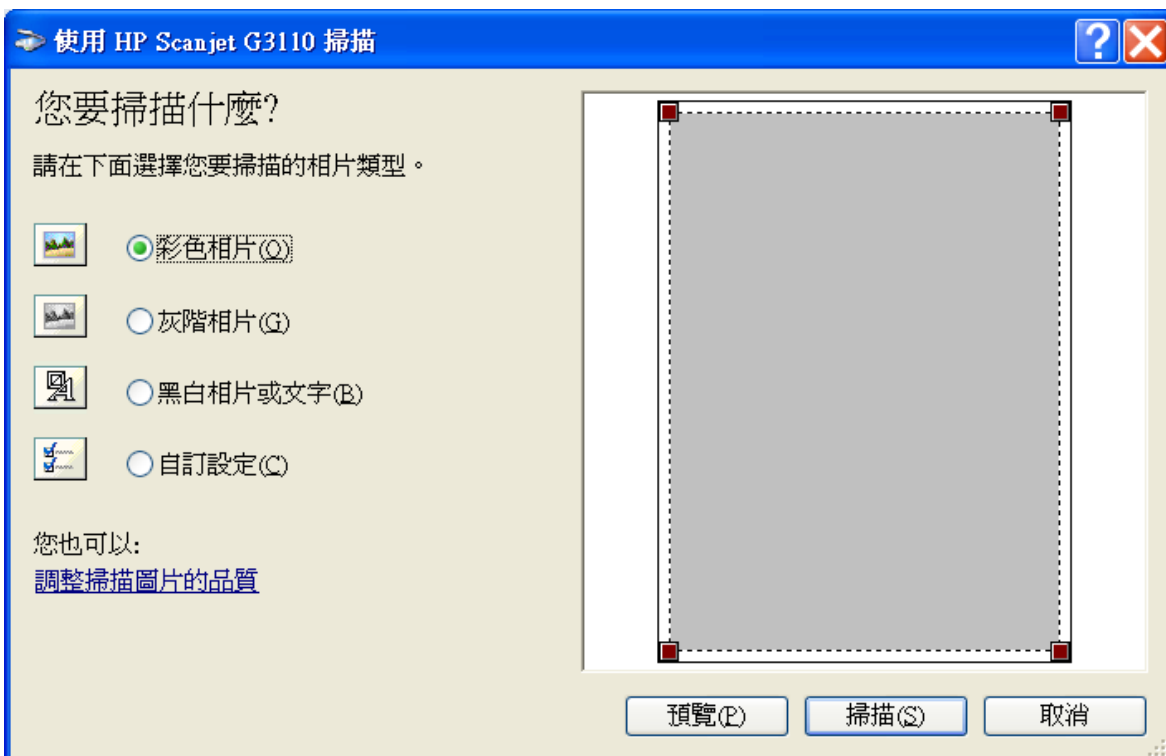 使用 HP Scanjet G3110 掃描
您要掃描什麼?
請在下面選擇您要掃描的相片類型。
彩色相片(O)
灰階相片(G)
黑白相片或文字(B)
自訂設定(C)
您也可以:
調整掃描圖片的品質
預覽(P)
掃描(S)
取消